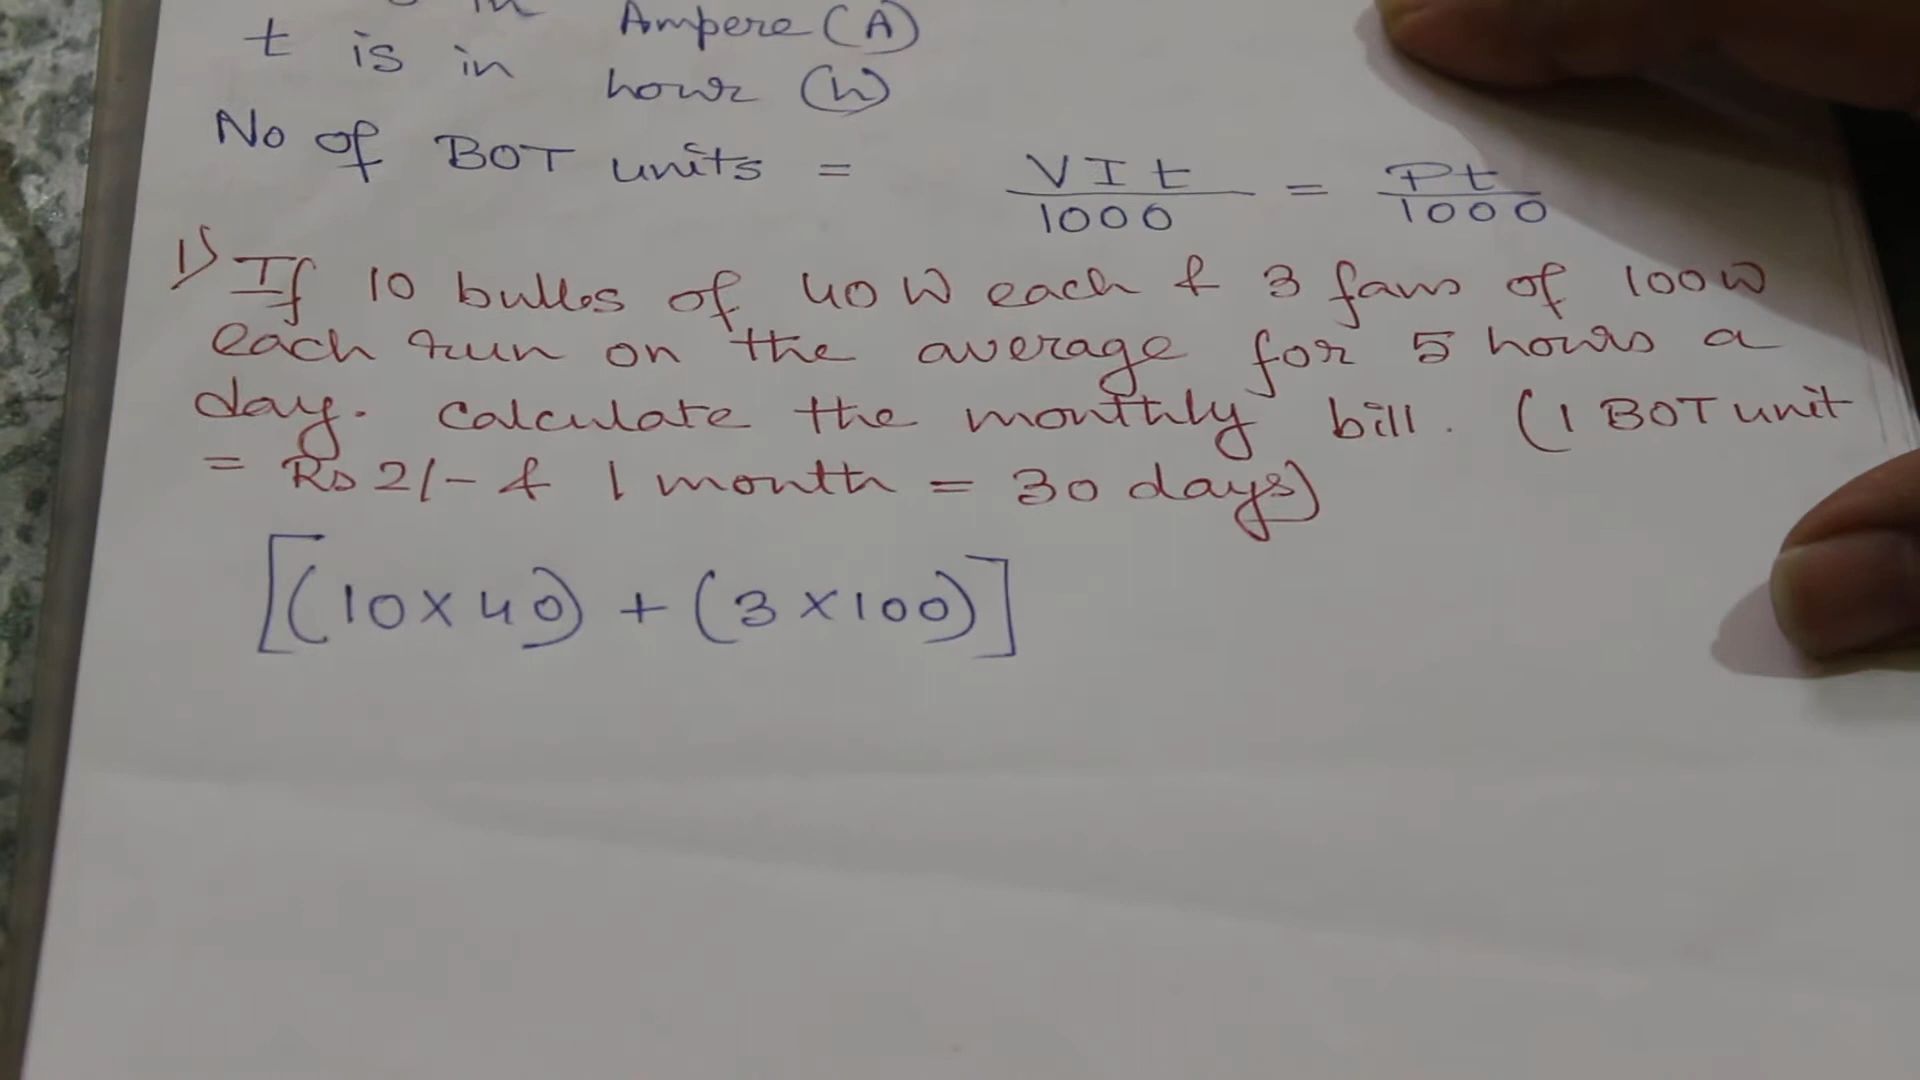 in Ampere (A)
t is in hour (h)
No of BOT units = VIt/1000 = Pt/1000
1) If 10 bulbs of 40 W each & 3 fans of 100W
each run on the average for 5 hours a
day. Calculate the monthly bill. (1 BOT unit
= Rs 2/- & 1 month = 30 days)
[(10 x 40) + (3 x 100)]